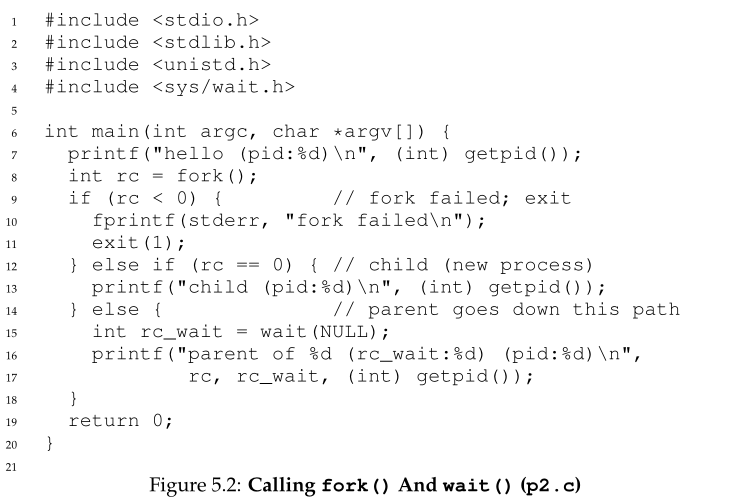 1 #include <stdio.h>
2 #include <stdlib.h>
3 #include <unistd.h>
4 #include <sys/wait.h>
5
6 int main(int argc, char *argv[]) {
7   printf("hello (pid:%d)\n", (int) getpid());
8   int rc = fork();
9   if (rc < 0) {         // fork failed; exit
10     fprintf(stderr, "fork failed\n");
11     exit(1);
12   } else if (rc == 0) { // child (new process)
13     printf("child (pid:%d)\n", (int) getpid());
14   } else {              // parent goes down this path
15     int rc_wait = wait(NULL);
16     printf("parent of %d (rc_wait:%d) (pid:%d)\n",
17             rc, rc_wait, (int) getpid());
18   }
19   return 0;
20 }
21
Figure 5.2: Calling fork() And wait() (p2.c)